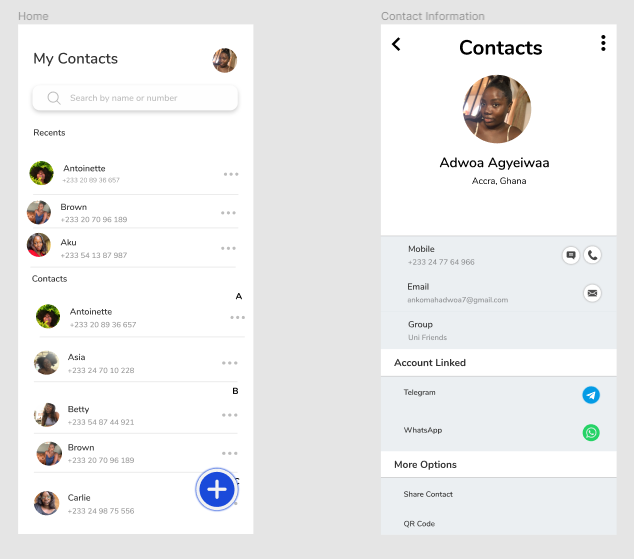 Home
My Contacts
Search by name or number
Recents
Antoinette
+233 20 89 36 657
Brown
+233 20 70 96 189
Aku
+233 54 13 87 987
Contacts
A
Antoinette
+233 20 89 36 657
Asia
+233 24 70 10 228
B
Betty
+233 54 87 44 921
Brown
+233 20 70 96 189
C
Carlie
+233 24 98 75 556
Contact Information
Contacts
Adwoa Agyeiwaa
Accra, Ghana
Mobile
+233 24 77 64 966
Email
ankomahadwoa7@gmail.com
Group
Uni Friends
Account Linked
Telegram
WhatsApp
More Options
Share Contact
QR Code